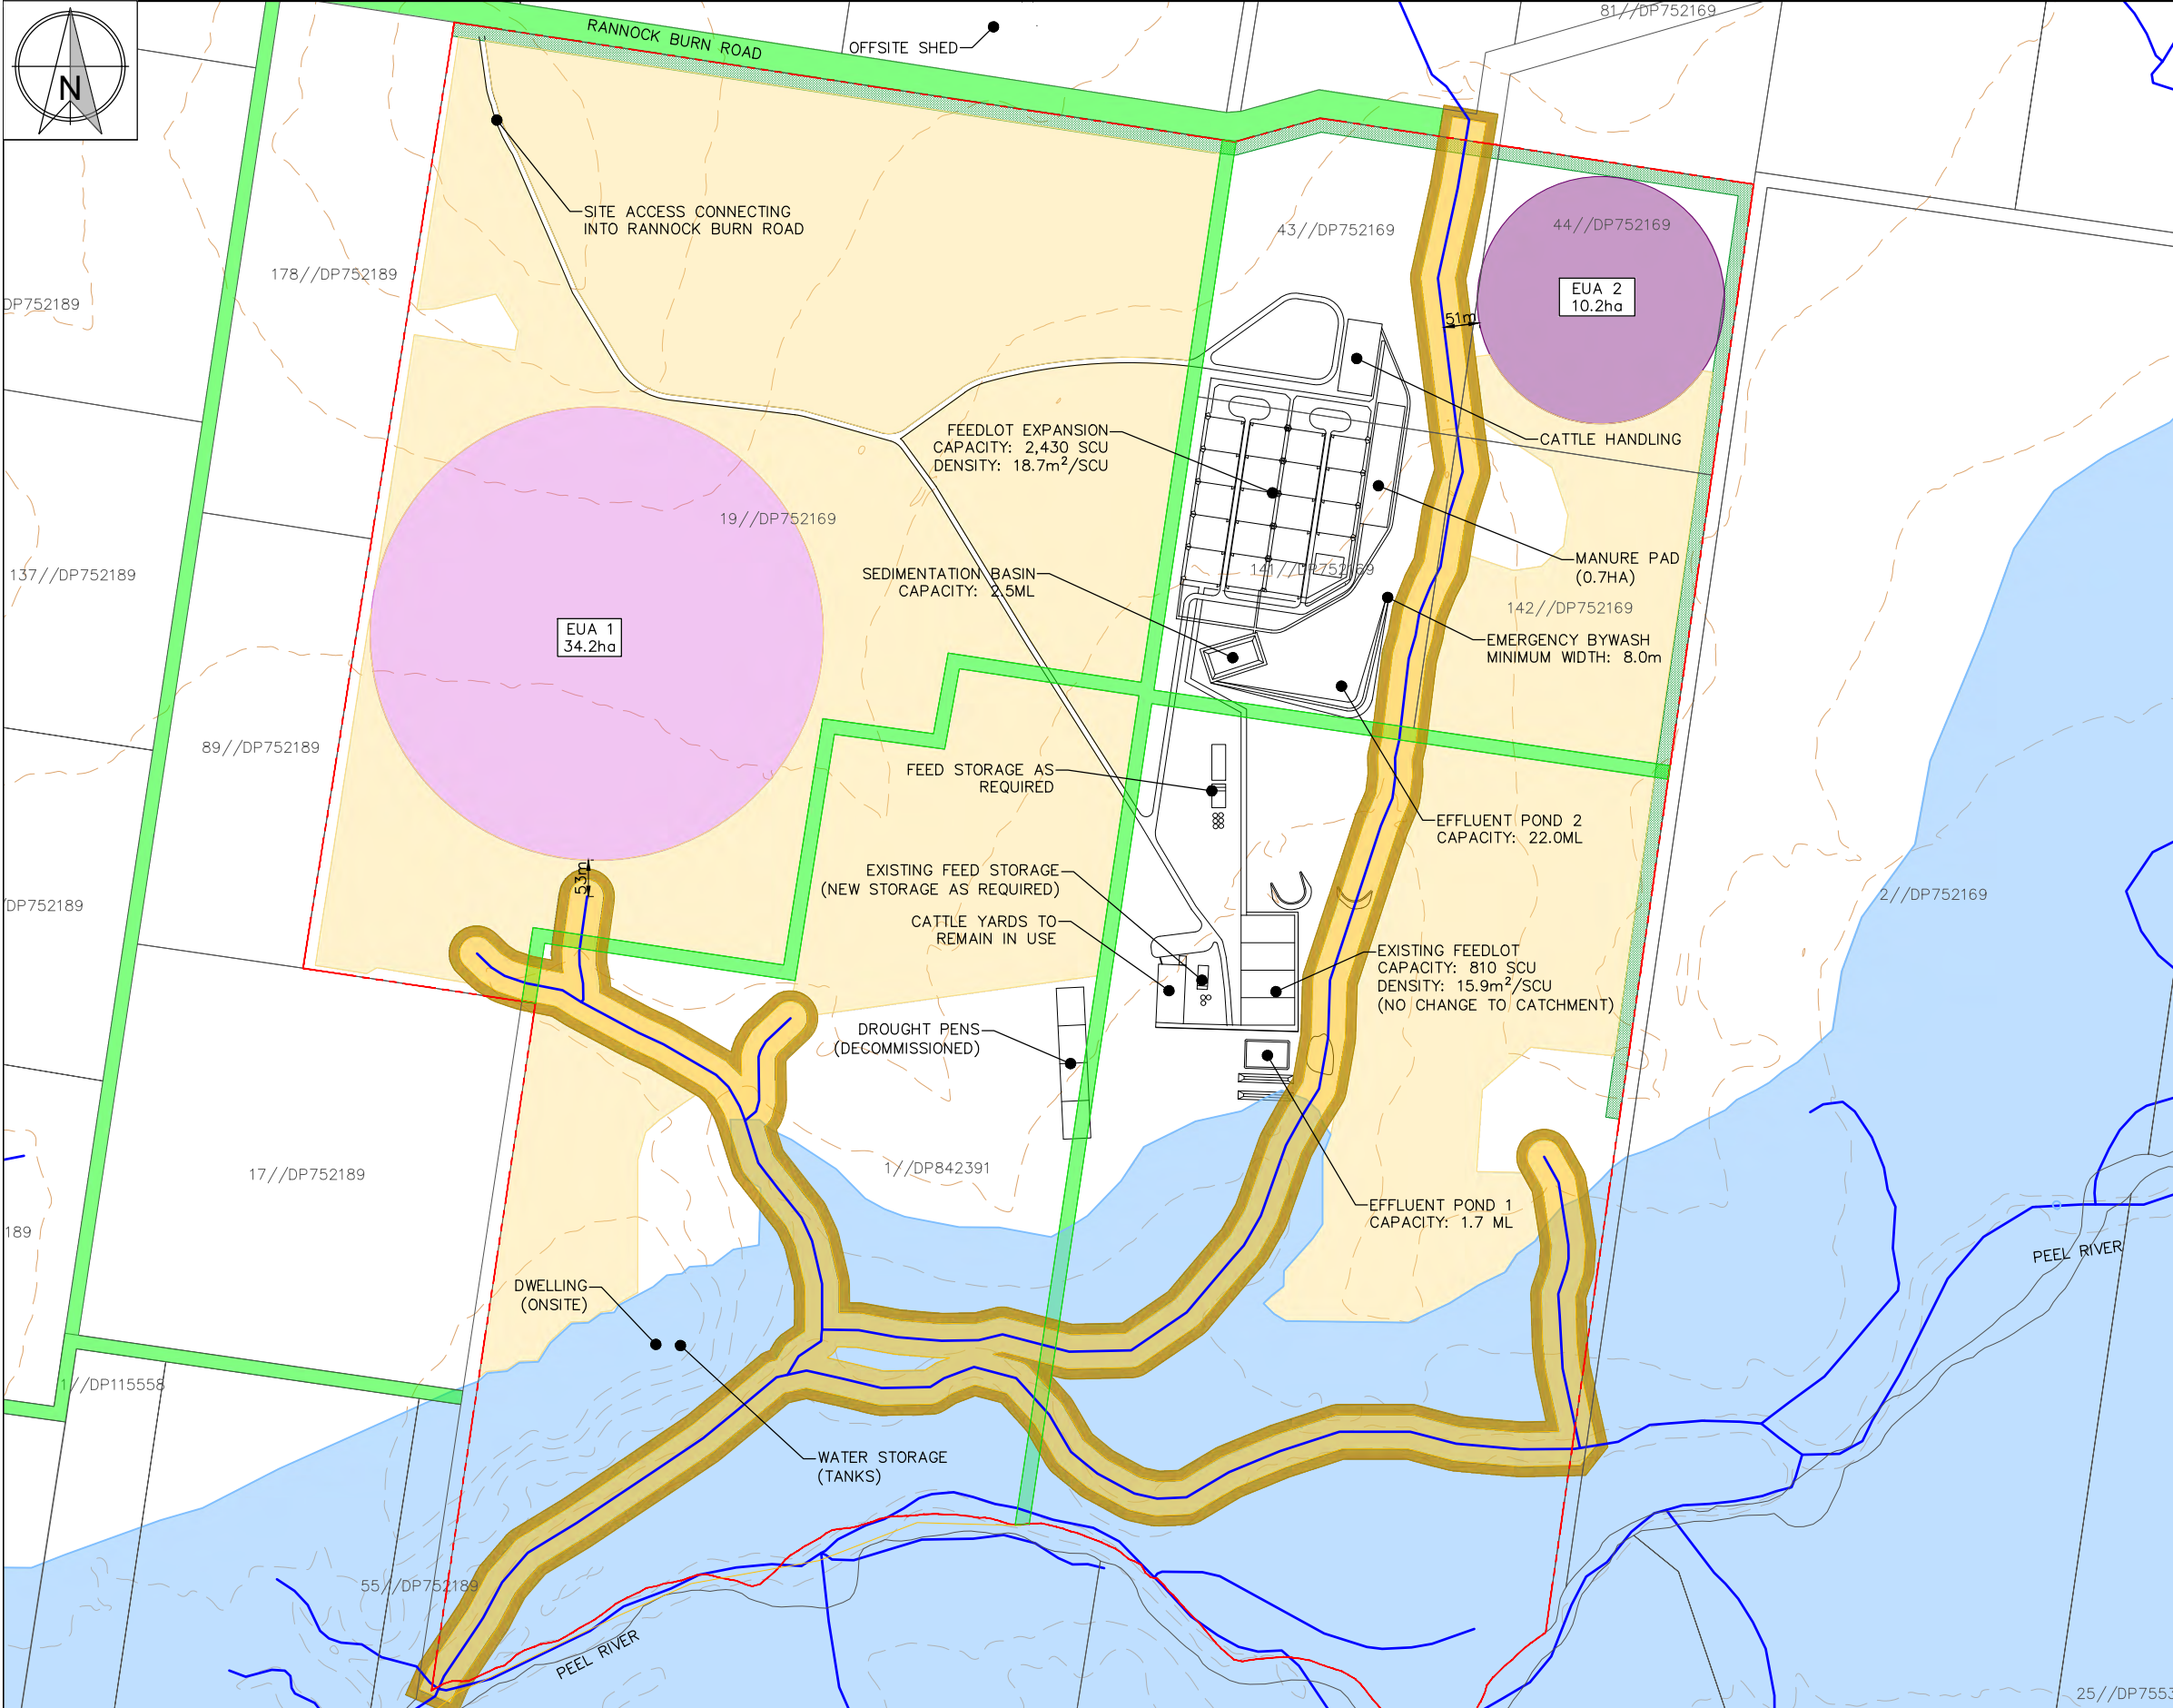 81//DP752169
RANNOCK BURN ROAD
OFFSITE SHED
N
SITE ACCESS CONNECTING
INTO RANNOCK BURN ROAD
43//DP752169
44//DP752169
178//DP752189
EUA 2
10.2ha
DP752189
51m
FEEDLOT EXPANSION
CAPACITY: 2,430 SCU
DENSITY: 18.7m²/SCU
CATTLE HANDLING
19//DP752169
MANURE PAD
(0.7HA)
SEDIMENTATION BASIN
CAPACITY: 2.5ML
141//DP752169
137//DP752189
142//DP752169
EUA 1
34.2ha
EMERGENCY BYWASH
MINIMUM WIDTH: 8.0m
89//DP752189
FEED STORAGE AS
REQUIRED
EFFLUENT POND 2
CAPACITY: 22.0ML
53m
EXISTING FEED STORAGE
(NEW STORAGE AS REQUIRED)
2//DP752169
/DP752189
CATTLE YARDS TO
REMAIN IN USE
EXISTING FEEDLOT
CAPACITY: 810 SCU
DENSITY: 15.9m²/SCU
(NO CHANGE TO CATCHMENT)
DROUGHT PENS
(DECOMMISSIONED)
17//DP752189
1//DP842391
EFFLUENT POND 1
CAPACITY: 1.7 ML
189
PEEL RIVER
DWELLING
(ONSITE)
1//DP115558
WATER STORAGE
(TANKS)
55//DP752189
PEEL RIVER
25//DP7553